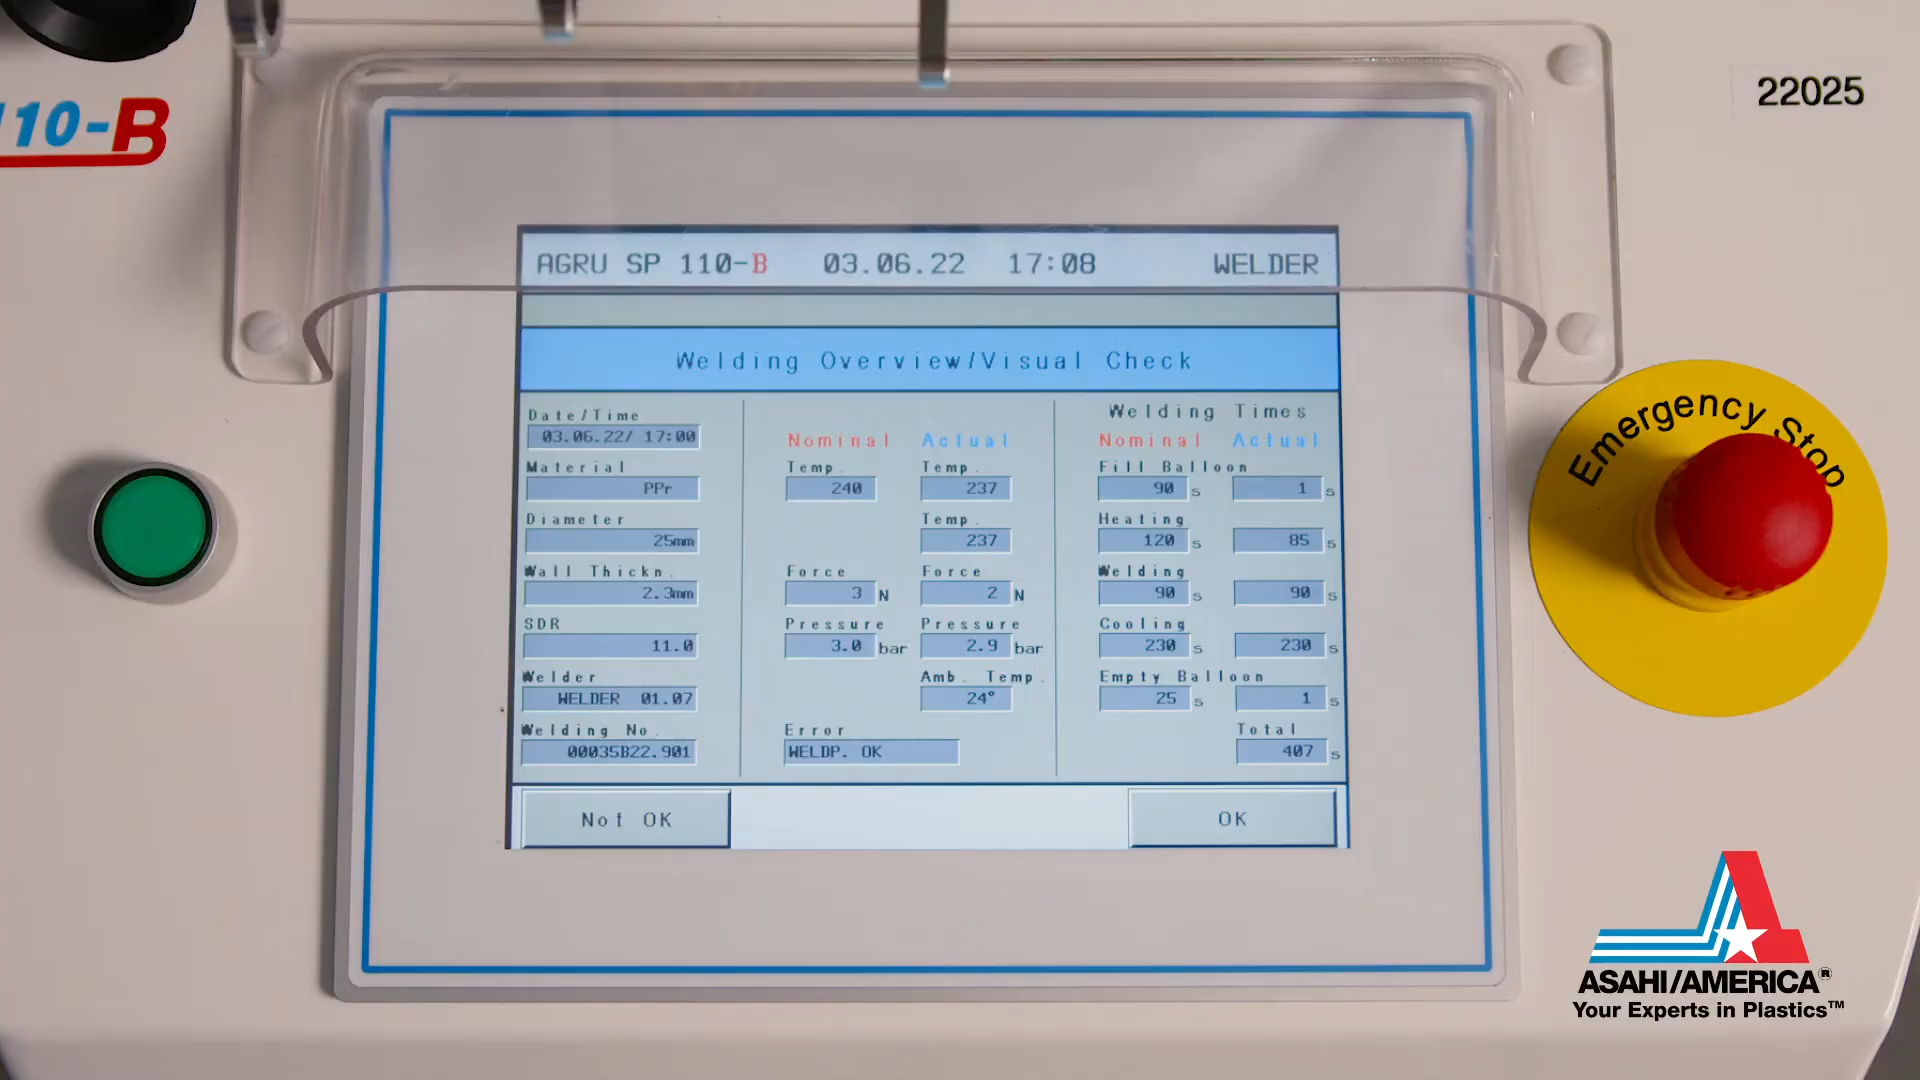 110-B
22025
AGRU SP 110-B 03.06.22 17:08 WELDER
Welding Overview/Visual Check
Date/Time
03.06.22/ 17:00
Material
PPr
Diameter
25mm
Wall Thickn.
2.3mm
SDR
11.0
Welder
WELDER 01.07
Welding No.
00035B22.901
Nominal Actual
Temp. Temp.
240 237
Temp.
237
Force Force
3 N 2 N
Pressure Pressure
3.0 bar 2.9 bar
Amb. Temp.
24°
Error
WELDP. OK
Welding Times
Nominal Actual
Fill Balloon
90 s 1 s
Heating
120 s 85 s
Welding
90 s 90 s
Cooling
230 s 230 s
Empty Balloon
25 s 1 s
Total
407 s
Not OK OK
Emergency Stop
ASAHI/AMERICA®
Your Experts in Plastics™